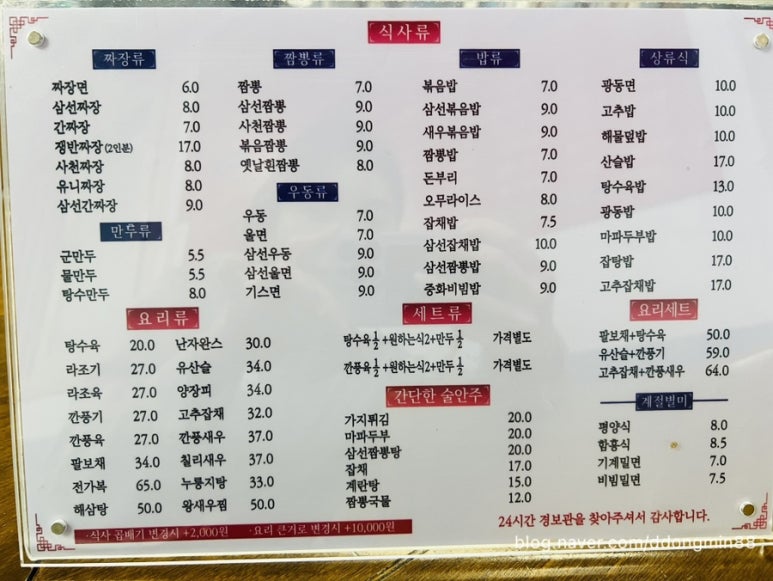 식사류
짜장류
짜장면 6.0
삼선짜장 8.0
간짜장 7.0
쟁반짜장(2인분) 17.0
사천짜장 8.0
유니짜장 8.0
삼선간짜장 9.0
만두류
군만두 5.5
물만두 5.5
탕수만두 8.0
짬뽕류
짬뽕 7.0
삼선짬뽕 9.0
사천짬뽕 9.0
볶음짬뽕 9.0
옛날흰짬뽕 8.0
우동류
우동 7.0
울면 7.0
삼선우동 9.0
삼선울면 9.0
기스면 9.0
밥류
볶음밥 7.0
삼선볶음밥 9.0
새우볶음밥 9.0
짬뽕밥 7.0
돈부리 7.0
오무라이스 8.0
잡채밥 7.5
삼선잡채밥 10.0
삼선짬뽕밥 9.0
중화비빔밥 9.0
상류식
광동면 10.0
고추밥 10.0
해물덮밥 10.0
산슬밥 17.0
탕수육밥 13.0
광동밥 10.0
마파두부밥 10.0
잡탕밥 17.0
고추잡채밥 17.0
요리류
탕수육 20.0 난자완스 30.0
라조기 27.0 유산슬 34.0
라조육 27.0 양장피 34.0
깐풍기 27.0 고추잡채 32.0
깐풍육 27.0 깐풍새우 37.0
팔보채 34.0 칠리새우 37.0
전가복 65.0 누룽지탕 33.0
해삼탕 50.0 왕새우찜 50.0
세트류
탕수육½+원하는식2+만두½ 가격별도
깐풍육½+원하는식2+만두½ 가격별도
간단한 술안주
가지튀김 20.0
마파두부 20.0
삼선짬뽕탕 20.0
잡채 17.0
계란탕 15.0
짬뽕국물 12.0
요리세트
팔보채+탕수육 50.0
유산슬+깐풍기 59.0
고추잡채+깐풍새우 64.0
계절별미
평양식 8.0
함흥식 8.5
기계밀면 7.0
비빔밀면 7.5
·식사 곱배기 변경시 +2,000원 ·요리 큰거로 변경시 +10,000원
24시간 경보관을 찾아주셔서 감사합니다.
blog.naver.com/ddungmin88